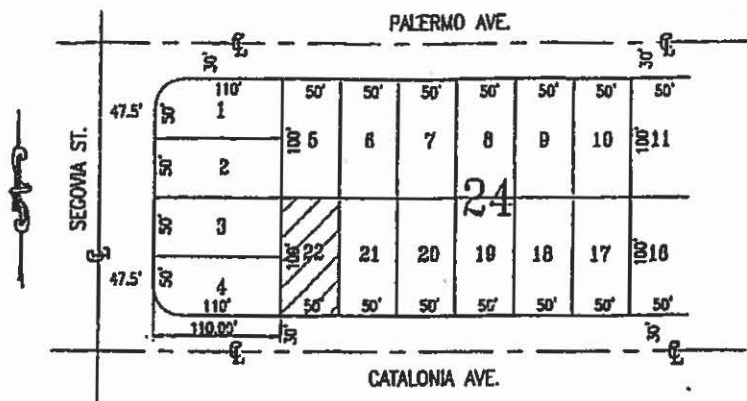 PALERMO AVE.
℄ ℄
30' 30'
110' 50' 50' 50' 50' 50' 50' 50'
47.5' 50' 1
100' 5 6 7 8 9 10 100' 11
50' 2
SEGOVIA ST.
24
50' 3
℄
100' 22 21 20 19 18 17 100' 16
47.5' 50' 4
110' 50' 50' 50' 50' 50' 50' 50'
110.00' 30' 30'
℄ ℄
CATALONIA AVE.